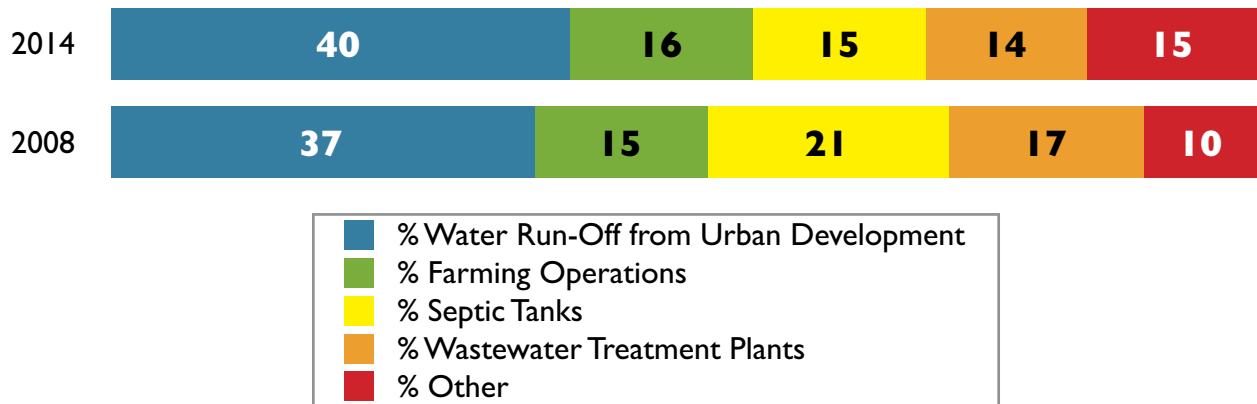 2014 40 16 15 14 15
2008 37 15 21 17 10
% Water Run-Off from Urban Development
% Farming Operations
% Septic Tanks
% Wastewater Treatment Plants
% Other